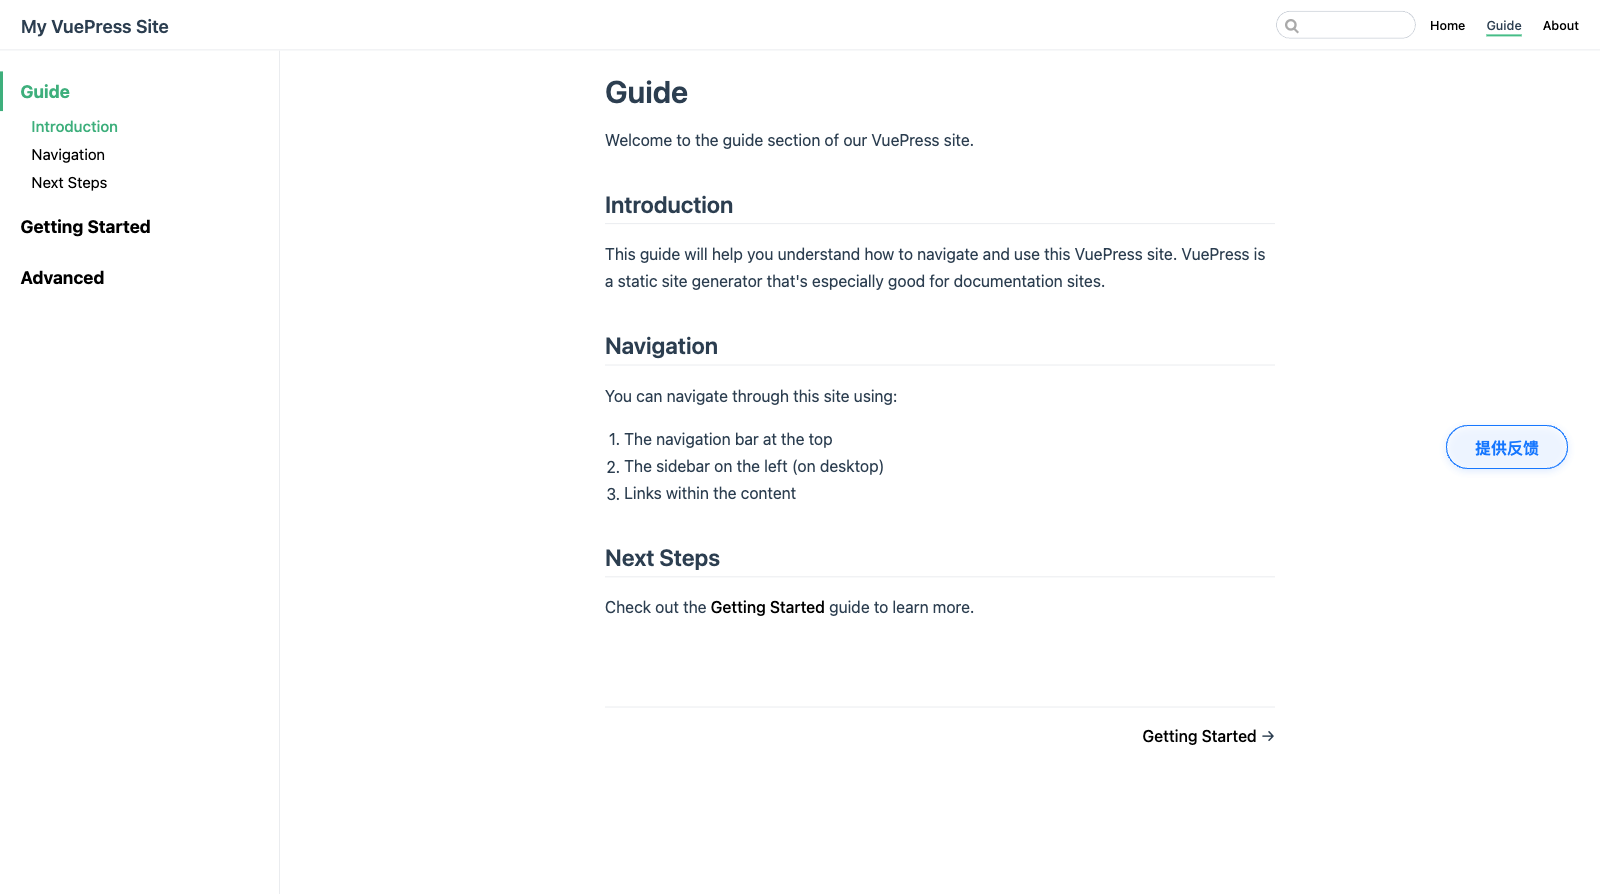 My VuePress Site
Home
Guide
About
Guide
Introduction
Navigation
Next Steps
Getting Started
Advanced
Guide
Welcome to the guide section of our VuePress site.
Introduction
This guide will help you understand how to navigate and use this VuePress site. VuePress is
a static site generator that's especially good for documentation sites.
Navigation
You can navigate through this site using:
1. The navigation bar at the top
2. The sidebar on the left (on desktop)
3. Links within the content
Next Steps
Check out the Getting Started guide to learn more.
Getting Started →
提供反馈